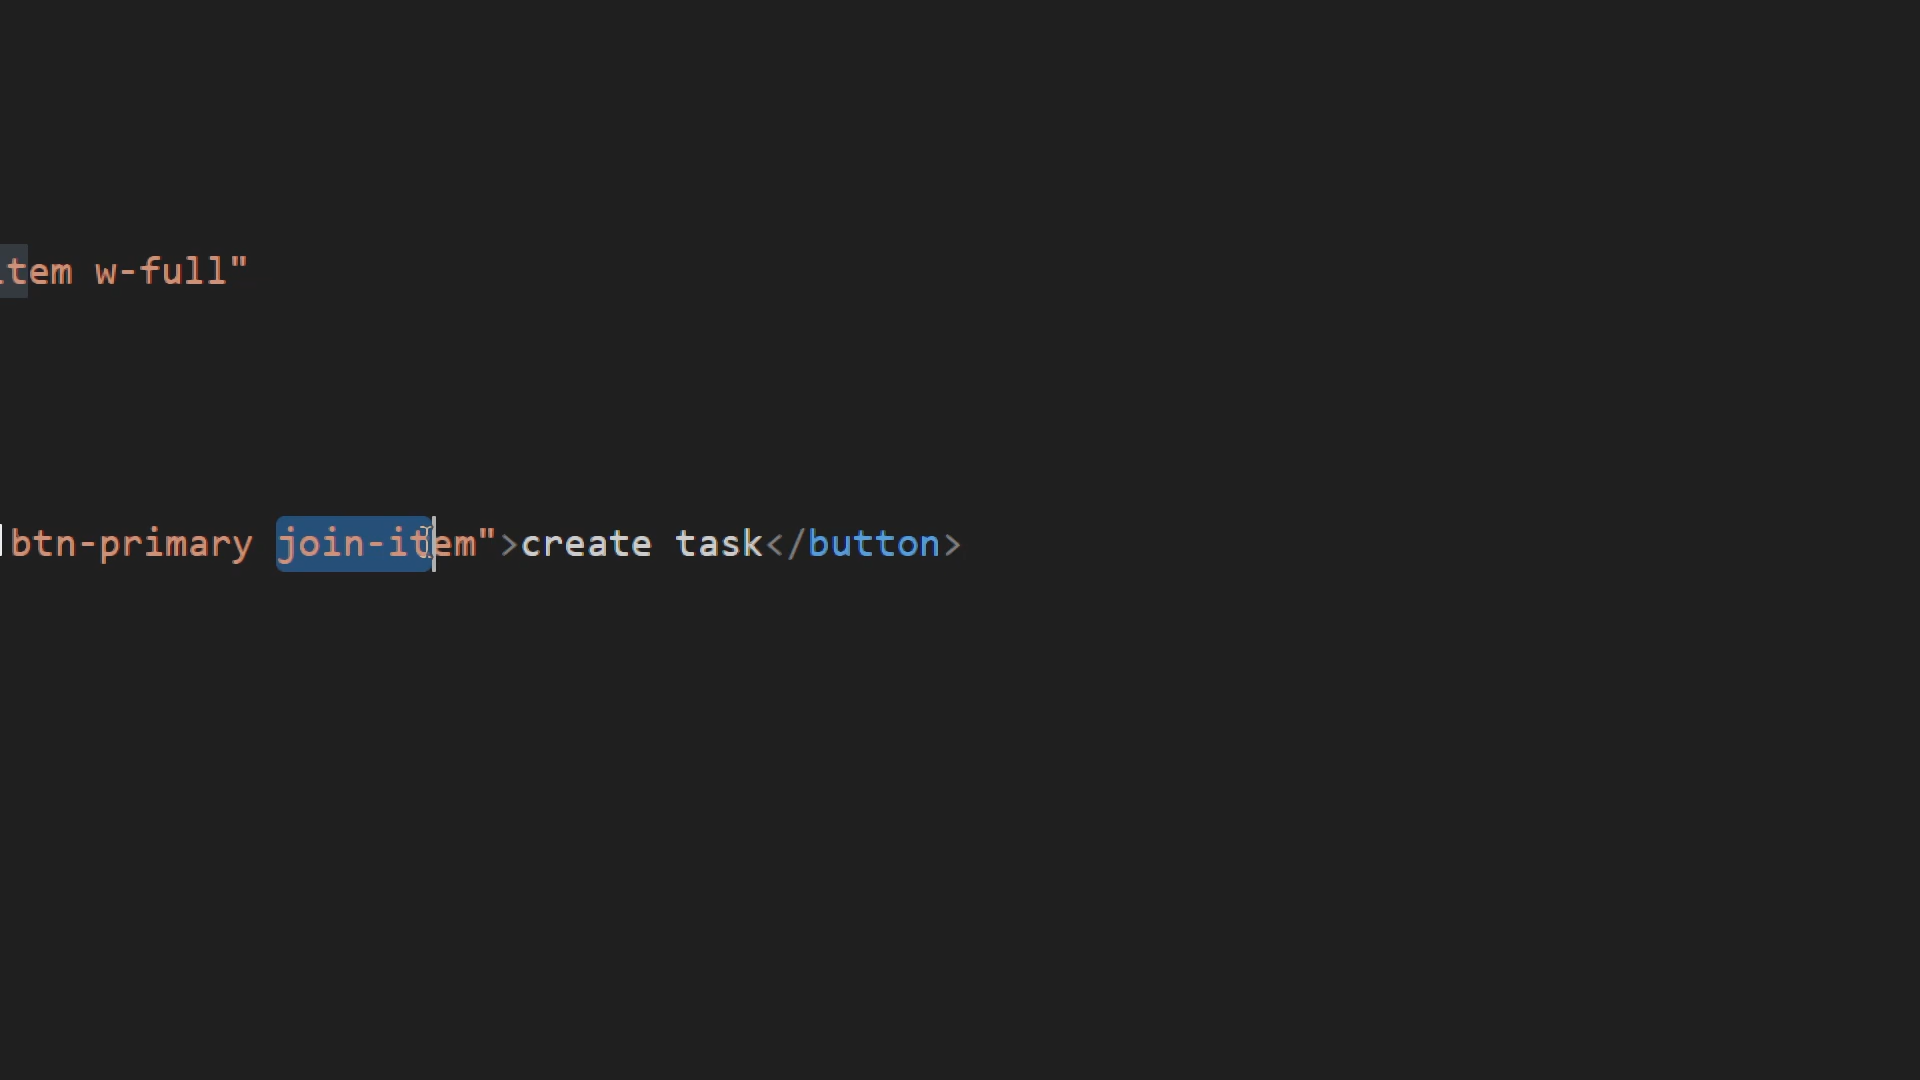 tem w-full"
btn-primary join-item">create task</button>